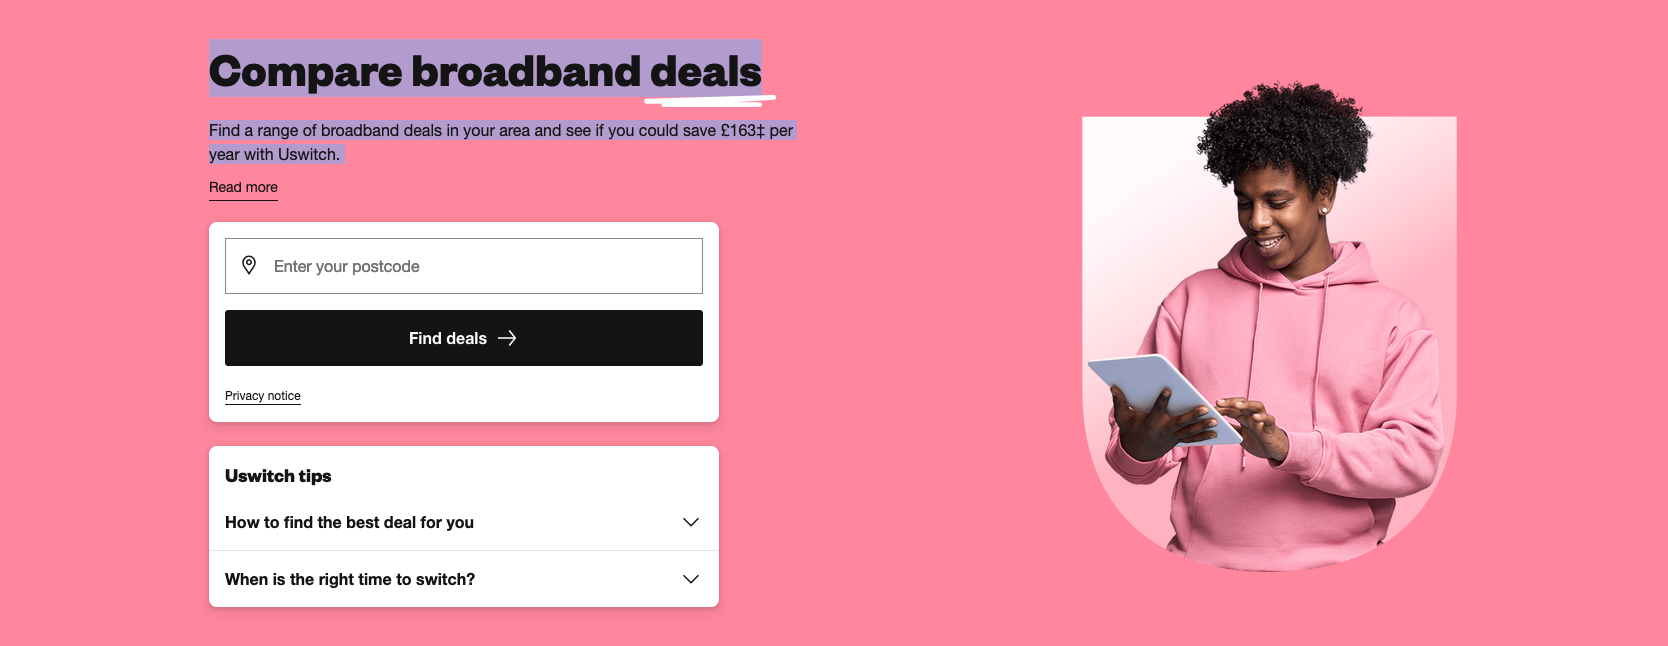 Compare broadband deals
Find a range of broadband deals in your area and see if you could save £163‡ per
year with Uswitch.
Read more
Enter your postcode
Find deals
Privacy notice
Uswitch tips
How to find the best deal for you
When is the right time to switch?